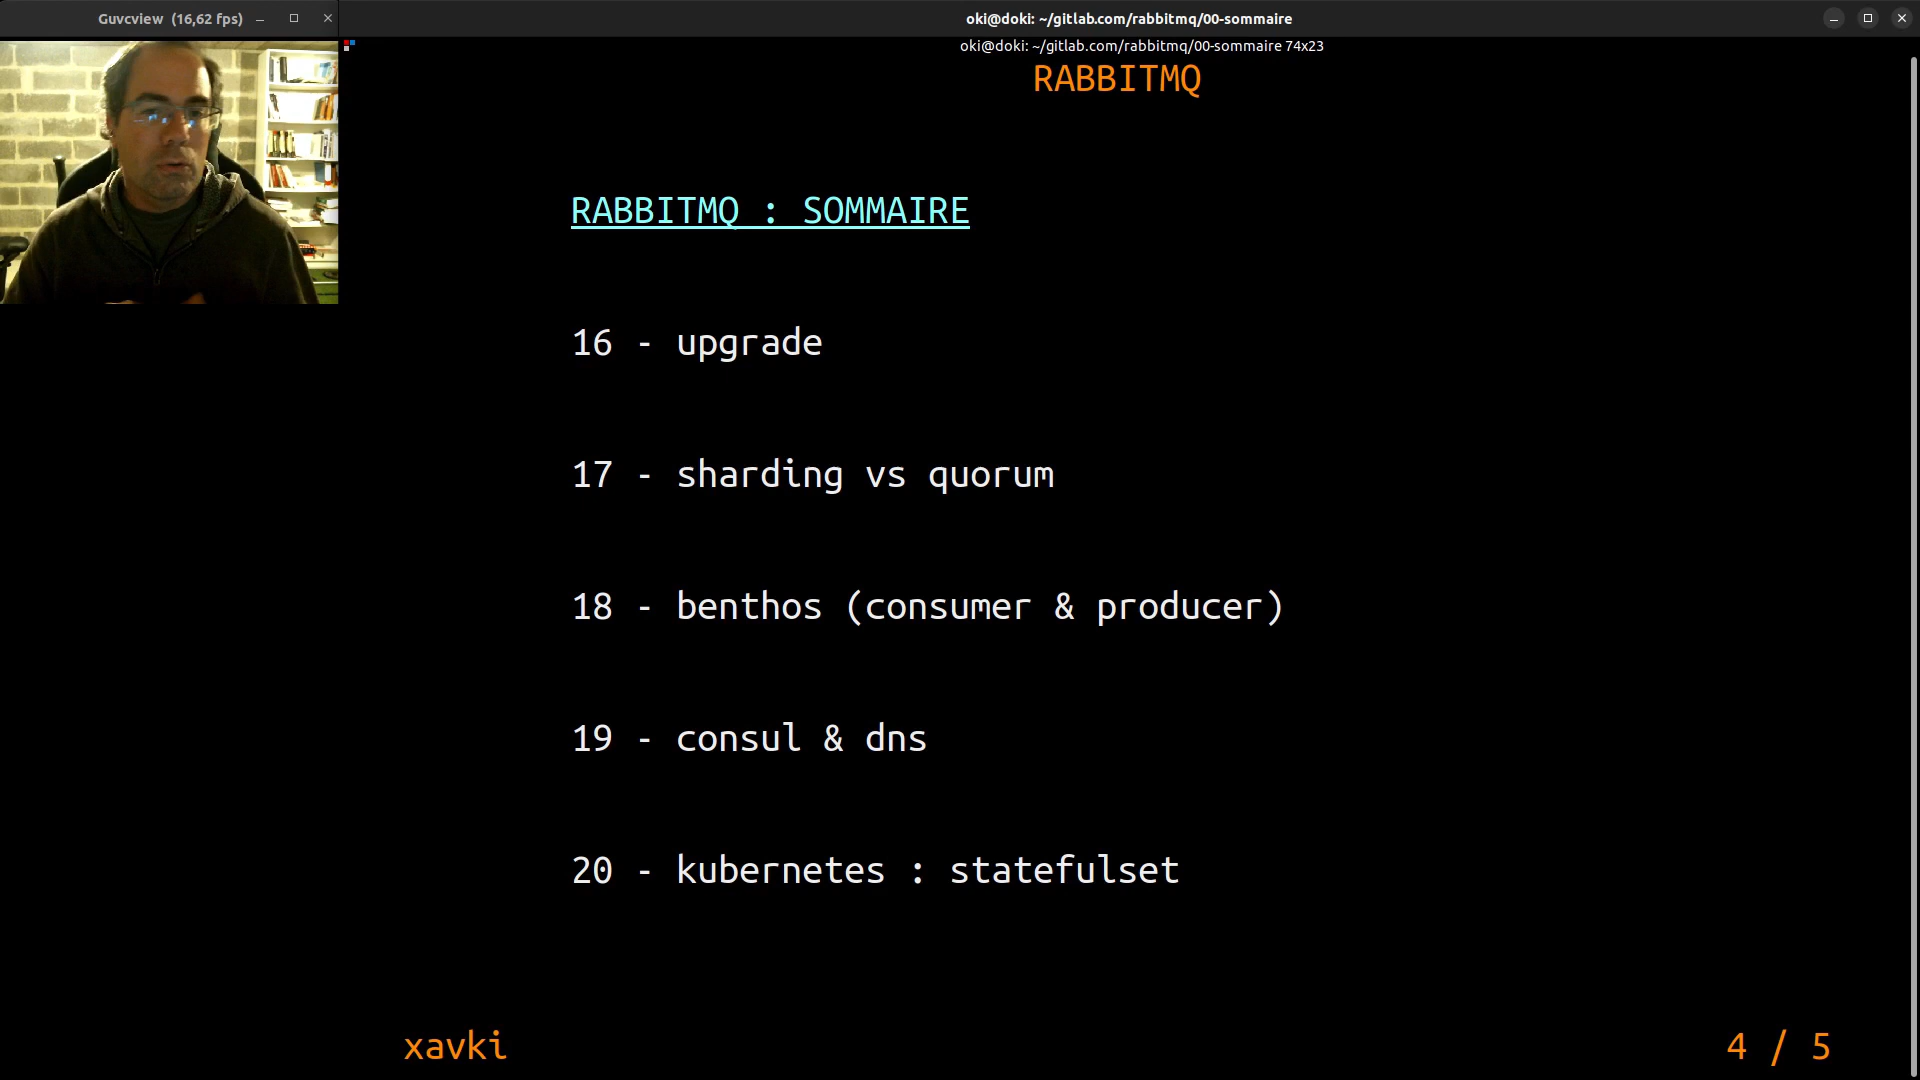 Guvcview (16,62 fps)
oki@doki: ~/gitlab.com/rabbitmq/00-sommaire
oki@doki: ~/gitlab.com/rabbitmq/00-sommaire 74x23
RABBITMQ
RABBITMQ : SOMMAIRE
16 - upgrade
17 - sharding vs quorum
18 - benthos (consumer & producer)
19 - consul & dns
20 - kubernetes : statefulset
xavki
4 / 5